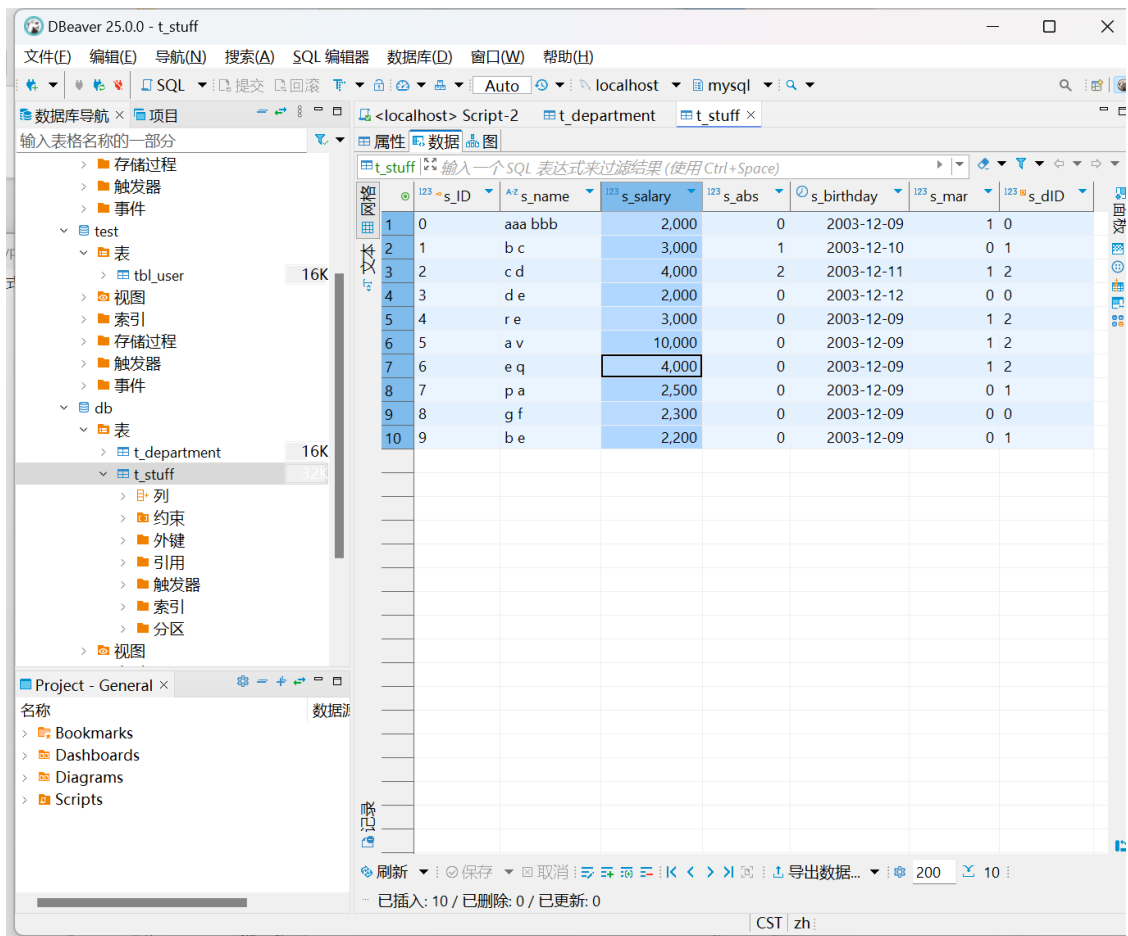 DBeaver 25.0.0 - t_stuff
文件(F) 编辑(E) 导航(N) 搜索(A) SQL 编辑器 数据库(D) 窗口(W) 帮助(H)
SQL 提交 回滚 Auto localhost mysql
数据库导航 项目
输入表格名称的一部分
存储过程
触发器
事件
test
表
tbl_user 16K
视图
索引
存储过程
触发器
事件
db
表
t_department 16K
t_stuff 32K
列
约束
外键
引用
触发器
索引
分区
视图
Project - General
名称 数据源
Bookmarks
Dashboards
Diagrams
Scripts
<localhost> Script-2 t_department t_stuff
属性 数据 图
t_stuff 输入一个 SQL 表达式来过滤结果 (使用 Ctrl+Space)
网格
文本
记录
123 s_ID A-Z s_name 123 s_salary 123 s_abs s_birthday 123 s_mar 123 s_dID
1 0 aaa bbb 2,000 0 2003-12-09 1 0
2 1 b c 3,000 1 2003-12-10 0 1
3 2 c d 4,000 2 2003-12-11 1 2
4 3 d e 2,000 0 2003-12-12 0 0
5 4 r e 3,000 0 2003-12-09 1 2
6 5 a v 10,000 0 2003-12-09 1 2
7 6 e q 4,000 0 2003-12-09 1 2
8 7 p a 2,500 0 2003-12-09 0 1
9 8 g f 2,300 0 2003-12-09 0 0
10 9 b e 2,200 0 2003-12-09 0 1
面板
刷新 保存 取消 导出数据... 200 10
已插入: 10 / 已删除: 0 / 已更新: 0
CST zh